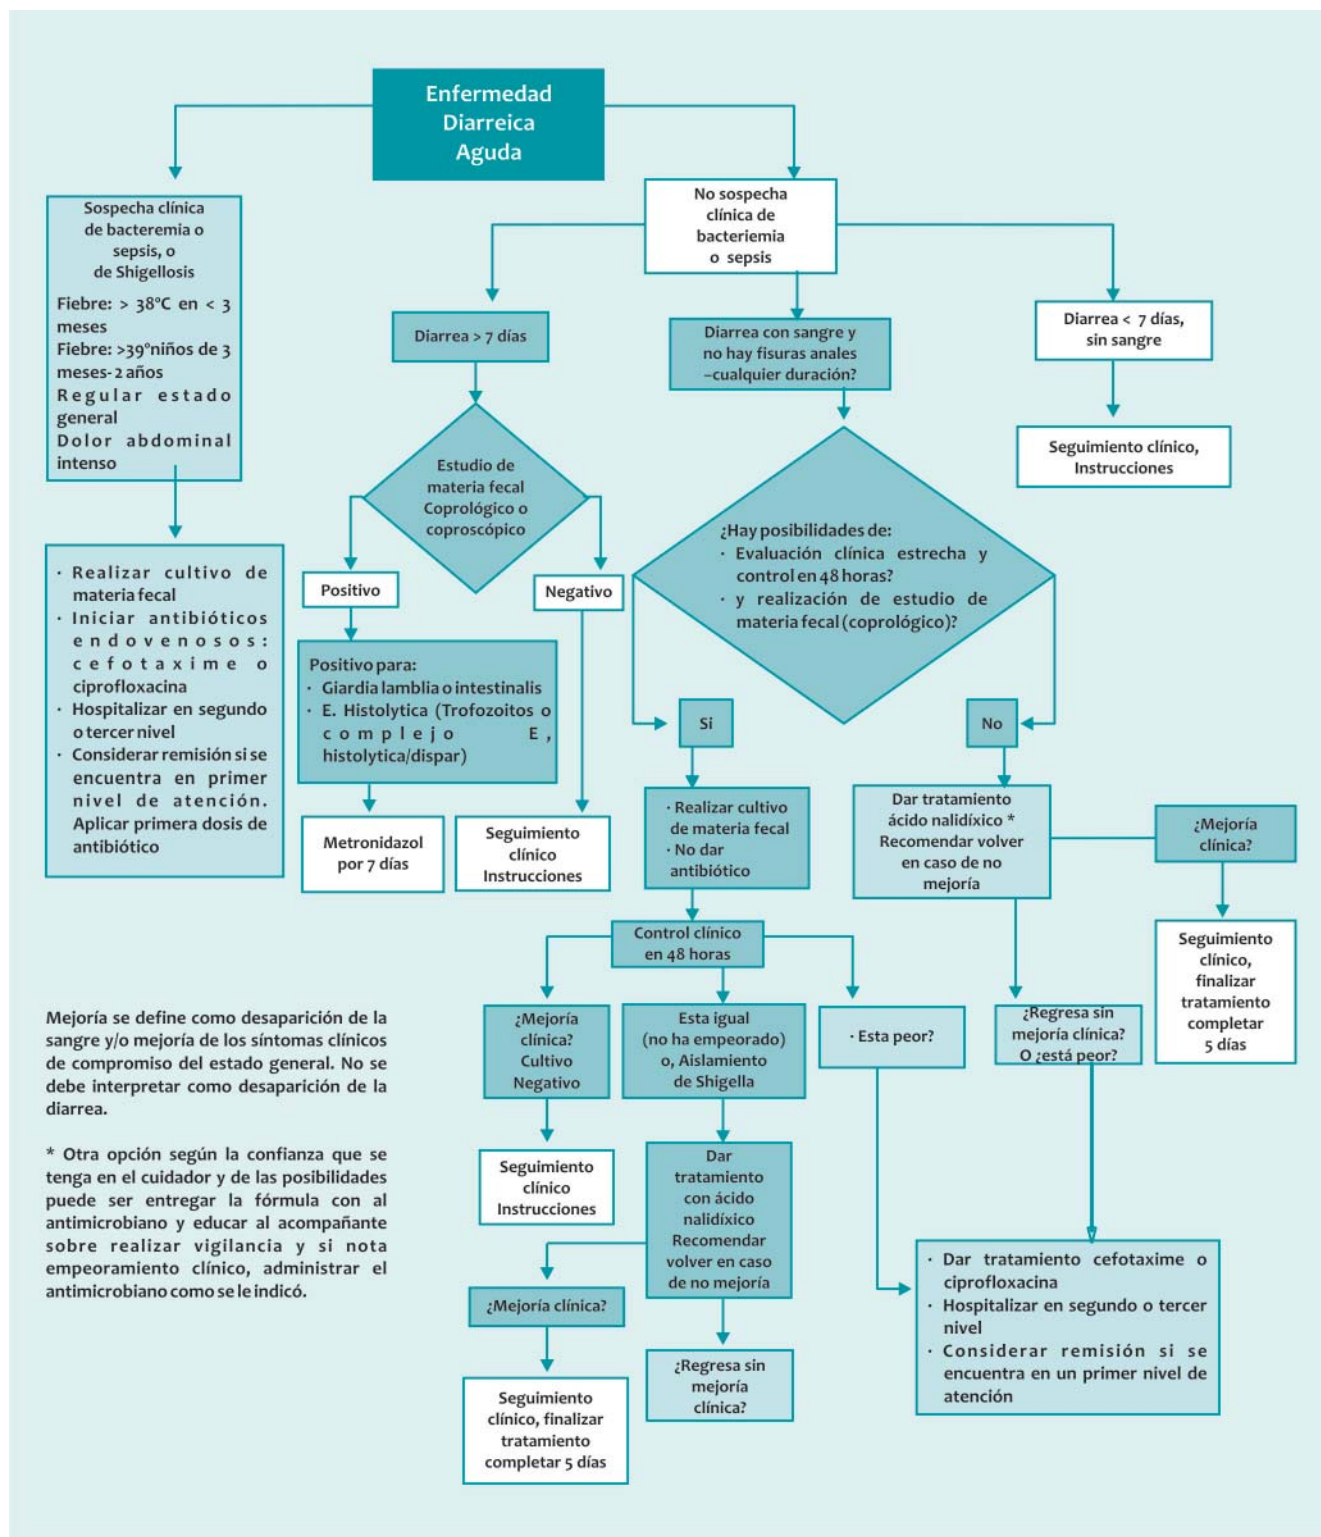 Enfermedad
Diarreica
Aguda
Sospecha clínica
de bacteremia o
sepsis, o
de Shigellosis
Fiebre: > 38°C en < 3
meses
Fiebre: >39°niños de 3
meses- 2 años
Regular estado
general
Dolor abdominal
intenso
· Realizar cultivo de
materia fecal
· Iniciar antibióticos
endovenosos:
cefotaxime o
ciprofloxacina
· Hospitalizar en segundo
o tercer nivel
· Considerar remisión si se
encuentra en primer
nivel de atención.
Aplicar primera dosis de
antibiótico
No sospecha
clínica de
bacteriemia
o sepsis
Diarrea > 7 días
Estudio de
materia fecal
Coprológico o
coproscópico
Positivo
Negativo
Positivo para:
· Giardia lamblia o intestinalis
· E. Histolytica (Trofozoitos o
complejo E,
histolytica/dispar)
Metronidazol
por 7 días
Seguimiento
clínico
Instrucciones
Diarrea con sangre y
no hay fisuras anales
–cualquier duración?
¿Hay posibilidades de:
· Evaluación clínica estrecha y
control en 48 horas?
· y realización de estudio de
materia fecal (coprológico)?
Si
No
· Realizar cultivo
de materia fecal
· No dar
antibiótico
Control clínico
en 48 horas
¿Mejoría
clínica?
Cultivo
Negativo
Seguimiento
clínico
Instrucciones
Esta igual
(no ha empeorado)
o, Aislamiento
de Shigella
Dar
tratamiento
con ácido
nalidíxico
Recomendar
volver en caso
de no mejoría
¿Mejoría clínica?
Seguimiento
clínico, finalizar
tratamiento
completar 5 días
¿Regresa sin
mejoría
clínica?
· Esta peor?
Dar tratamiento
ácido nalidíxico *
Recomendar volver
en caso de no
mejoría
¿Mejoría
clínica?
Seguimiento
clínico,
finalizar
tratamiento
completar
5 días
¿Regresa sin
mejoría clínica?
O ¿está peor?
· Dar tratamiento cefotaxime o
ciprofloxacina
· Hospitalizar en segundo o tercer
nivel
· Considerar remisión si se
encuentra en un primer nivel de
atención
Diarrea < 7 días,
sin sangre
Seguimiento clínico,
Instrucciones
Mejoría se define como desaparición de la
sangre y/o mejoría de los síntomas clínicos
de compromiso del estado general. No se
debe interpretar como desaparición de la
diarrea.
* Otra opción según la confianza que se
tenga en el cuidador y de las posibilidades
puede ser entregar la fórmula con al
antimicrobiano y educar al acompañante
sobre realizar vigilancia y si nota
empeoramiento clínico, administrar el
antimicrobiano como se le indicó.